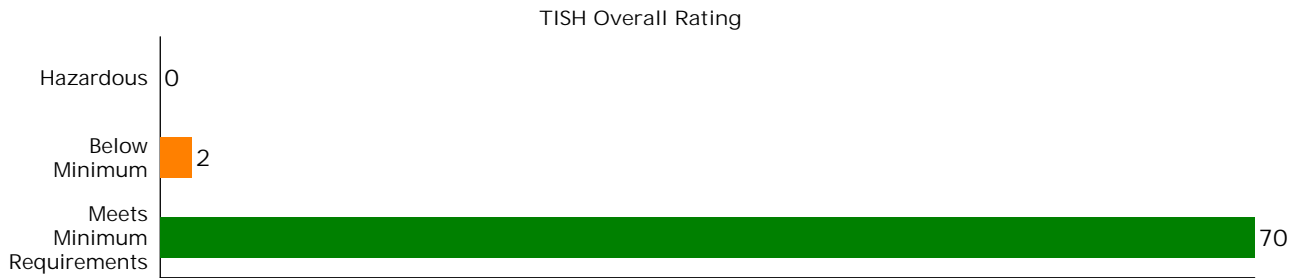 TISH Overall Rating
Hazardous 0
Below
Minimum 2
Meets
Minimum
Requirements 70